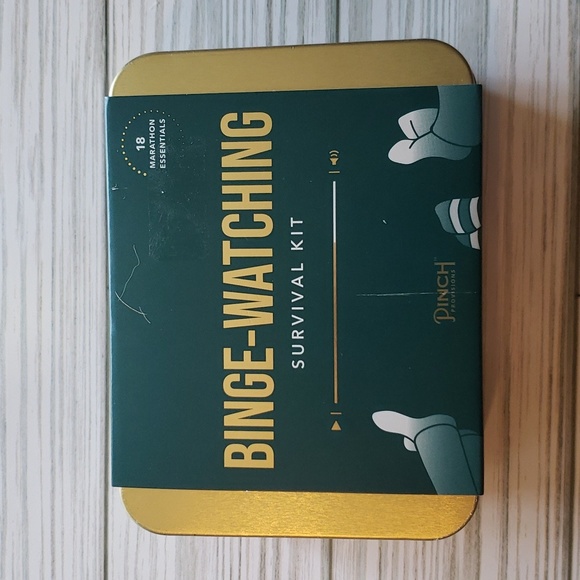 18
MARATHON
ESSENTIALS
BINGE-WATCHING
SURVIVAL KIT
PINCH
PROVISIONS